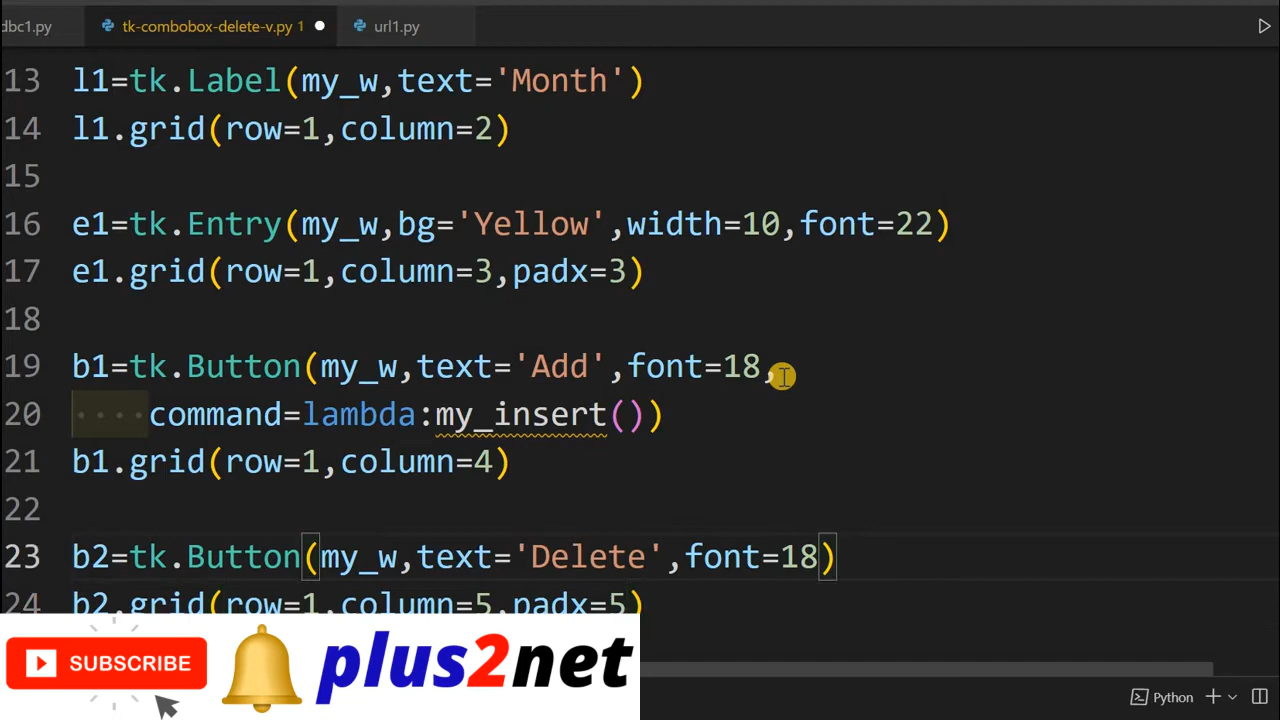 dbc1.py tk-combobox-delete-v.py 1 url1.py
13 l1=tk.Label(my_w,text='Month')
14 l1.grid(row=1,column=2)
15
16 e1=tk.Entry(my_w,bg='Yellow',width=10,font=22)
17 e1.grid(row=1,column=3,padx=3)
18
19 b1=tk.Button(my_w,text='Add',font=18,
20 command=lambda:my_insert())
21 b1.grid(row=1,column=4)
22
23 b2=tk.Button(my_w,text='Delete',font=18)
24 b2.grid(row=1,column=5,padx=5)
SUBSCRIBE plus2net
Python